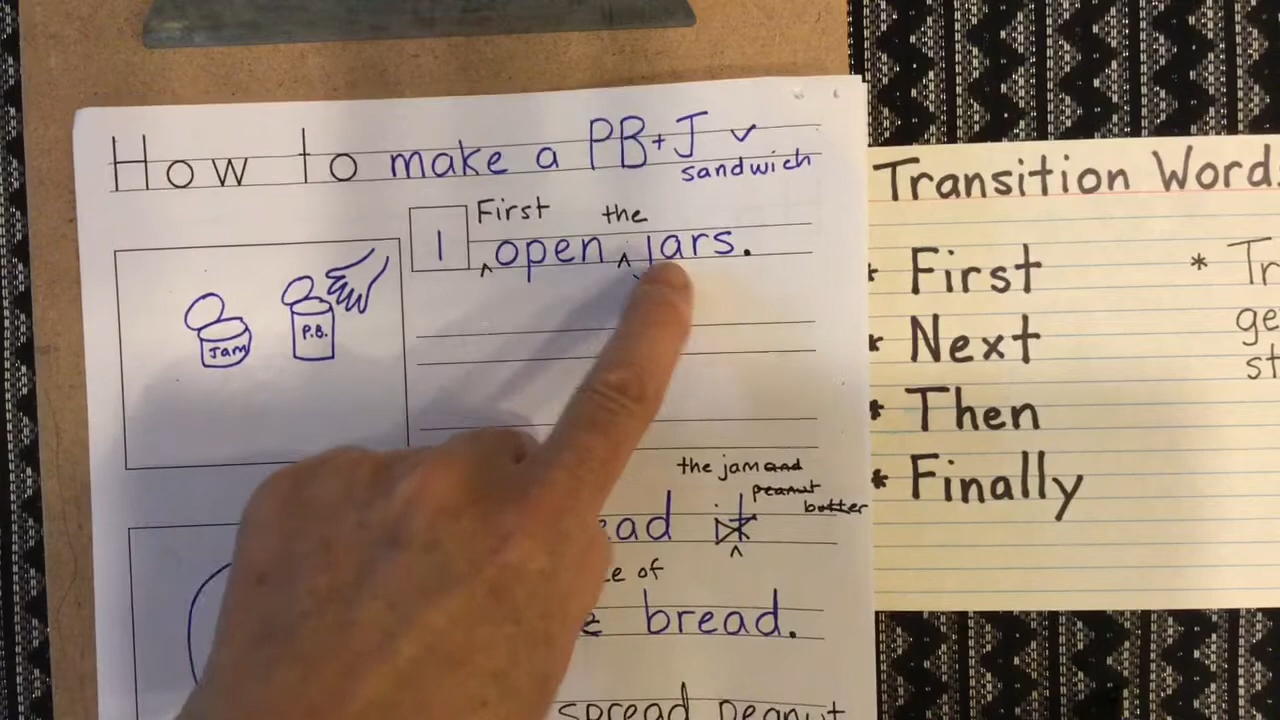 How to make a PB+J
sandwich
First the
1 open jars.
Jam P.B.
the jam and
peanut
butter
ead it
e of
bread.
spread peanut
Transition Word
* First
* Next
* Then
* Finally
* Tr
ge
st